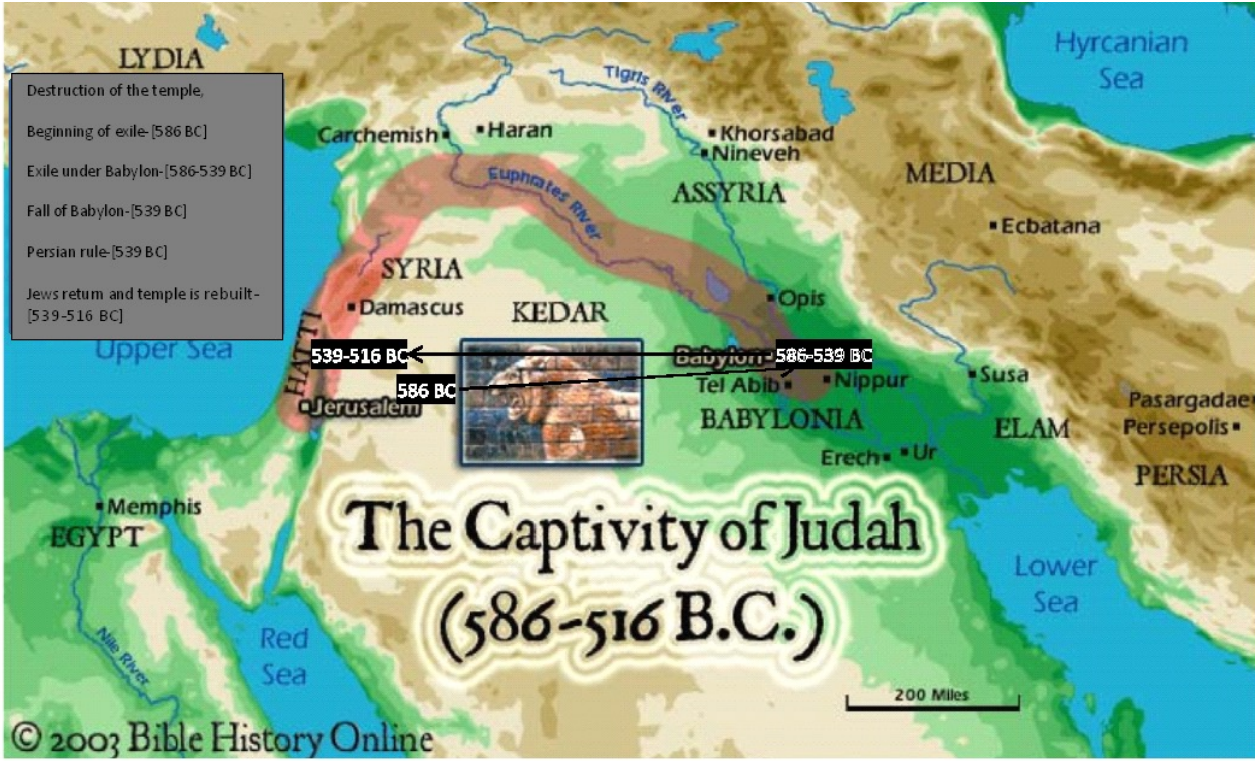 LYDIA
Hyrcanian
Sea
Destruction of the temple,
Beginning of exile-[586 BC]
Exile under Babylon-[586-539 BC]
Fall of Babylon-[539 BC]
Persian rule-[539 BC]
Jews return and temple is rebuilt-
[539-516 BC]
Tigris River
Carchemish
Haran
Khorsabad
Nineveh
MEDIA
ASSYRIA
Euphrates River
Ecbatana
SYRIA
Damascus
KEDAR
Opis
HATTI
Upper Sea
539-516 BC
Babylon
586-539 BC
586 BC
Tel Abib
Nippur
Susa
Jerusalem
BABYLONIA
ELAM
Pasargadae
Persepolis
Erech
Ur
PERSIA
Memphis
EGYPT
The Captivity of Judah
(586-516 B.C.)
Lower
Sea
Nile River
Red
Sea
200 Miles
© 2003 Bible History Online